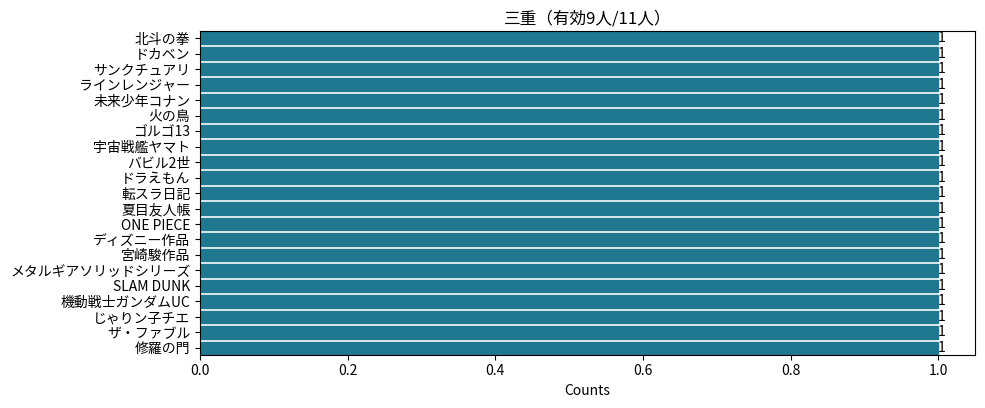 三重（有効9人/11人）
北斗の拳 1
ドカベン 1
サンクチュアリ 1
ラインレンジャー 1
未来少年コナン 1
火の鳥 1
ゴルゴ13 1
宇宙戦艦ヤマト 1
バビル2世 1
ドラえもん 1
転スラ日記 1
夏目友人帳 1
ONE PIECE 1
ディズニー作品 1
宮崎駿作品 1
メタルギアソリッドシリーズ 1
SLAM DUNK 1
機動戦士ガンダムUC 1
じゃりン子チエ 1
ザ・ファブル 1
修羅の門 1
0.0 0.2 0.4 0.6 0.8 1.0
Counts